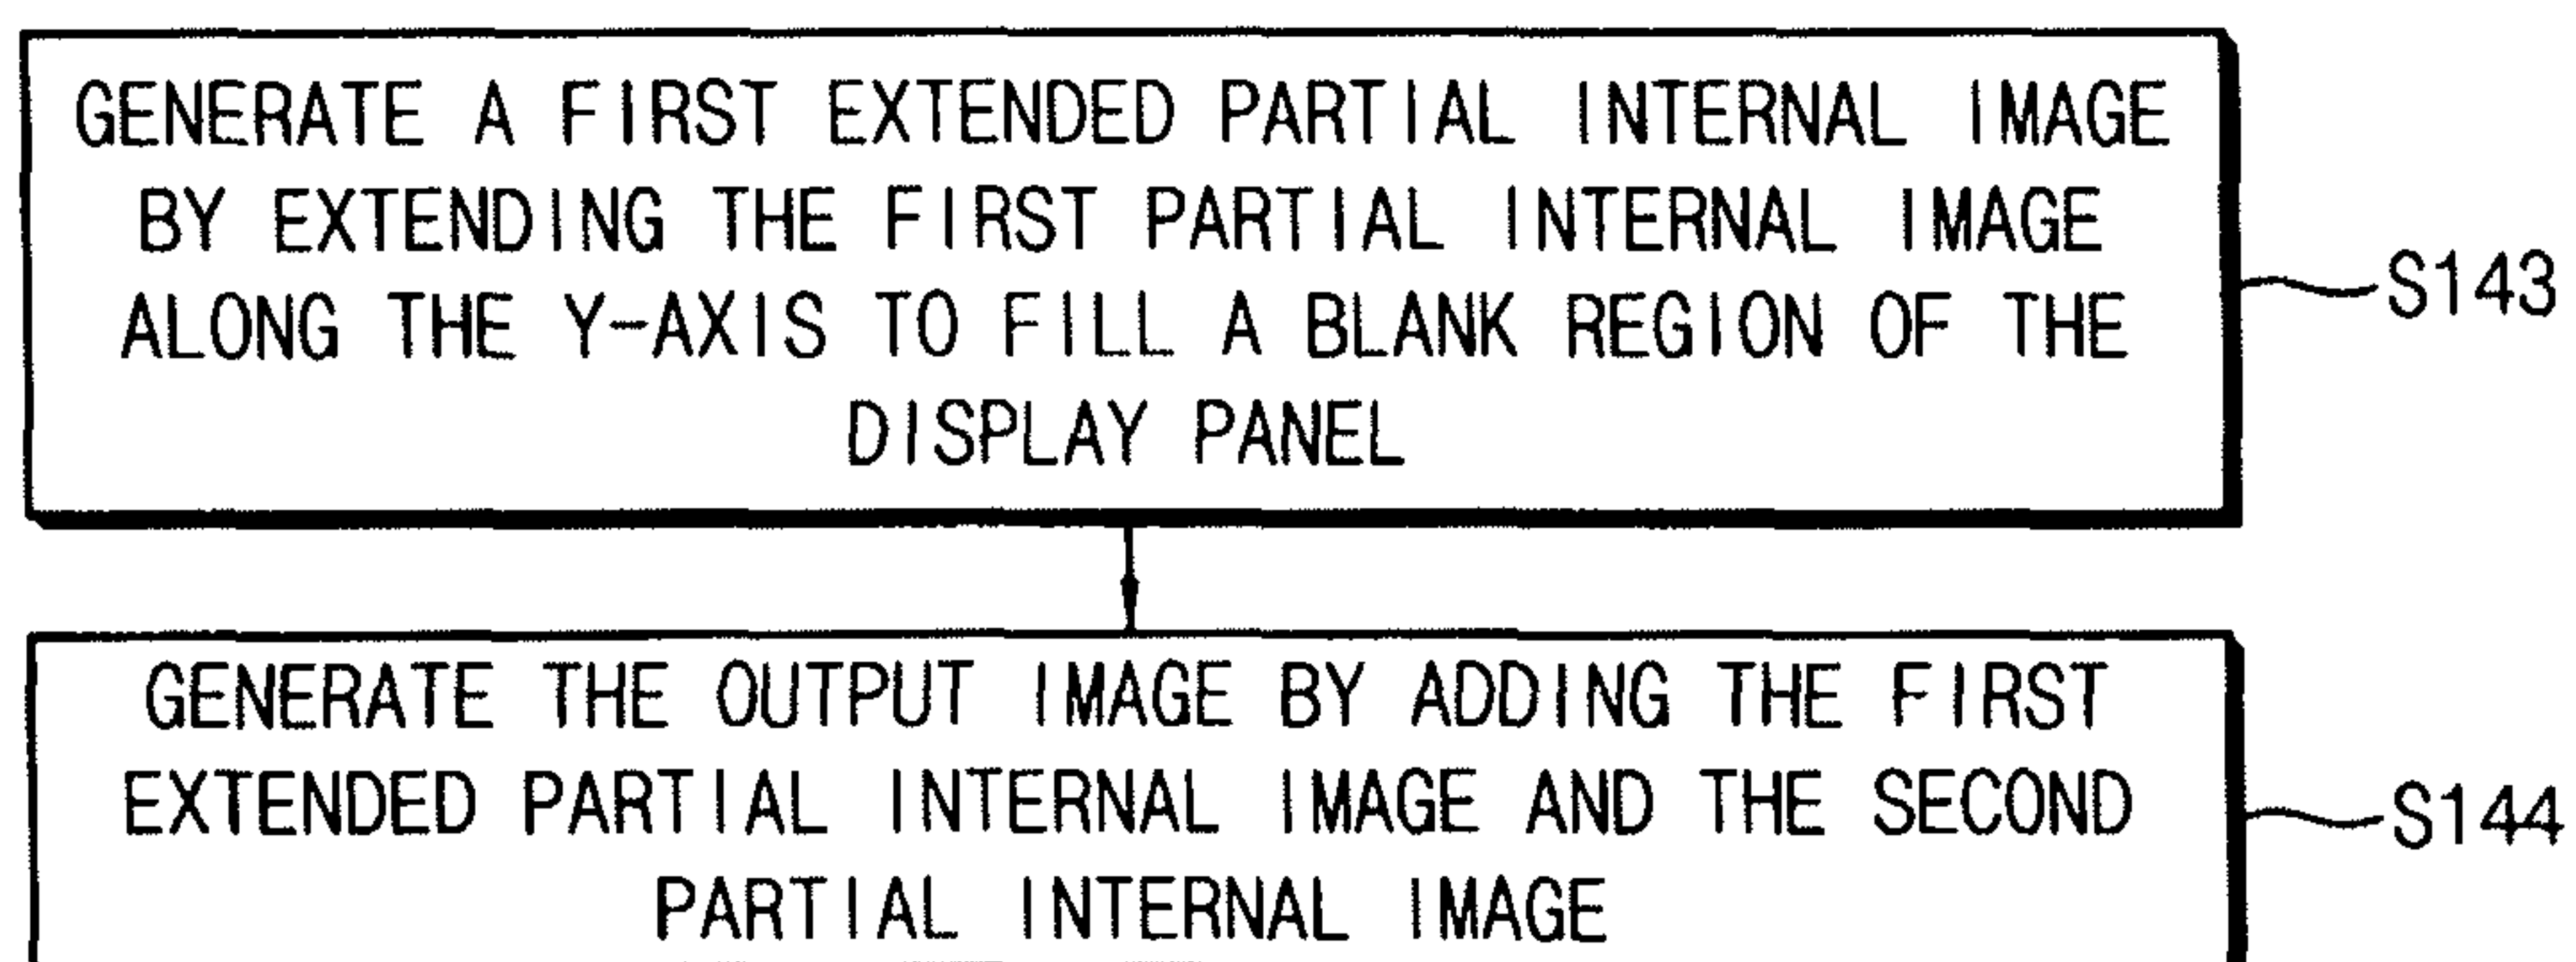 GENERATE A FIRST EXTENDED PARTIAL INTERNAL IMAGE
BY EXTENDING THE FIRST PARTIAL INTERNAL IMAGE
ALONG THE Y-AXIS TO FILL A BLANK REGION OF THE
DISPLAY PANEL
S143
GENERATE THE OUTPUT IMAGE BY ADDING THE FIRST
EXTENDED PARTIAL INTERNAL IMAGE AND THE SECOND
PARTIAL INTERNAL IMAGE
S144